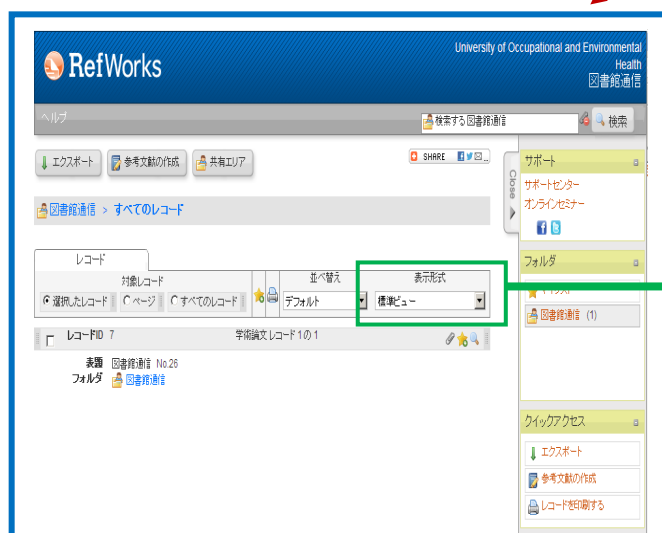 RefWorks
University of Occupational and Environmental
Health
図書館通信
ヘルプ
検索する図書館通信
検索
エクスポート
参考文献の作成
共有エリア
SHARE
図書館通信 > すべてのレコード
レコード
対象レコード
選択したレコード
ページ
すべてのレコード
並べ替え
デフォルト
表示形式
標準ビュー
レコードID 7
学術論文 レコード 1の 1
表題 図書館通信 No.26
フォルダ 図書館通信
Close
サポート
サポートセンター
オンラインセミナー
フォルダ
図書館通信 (1)
クイックアクセス
エクスポート
参考文献の作成
レコードを印刷する